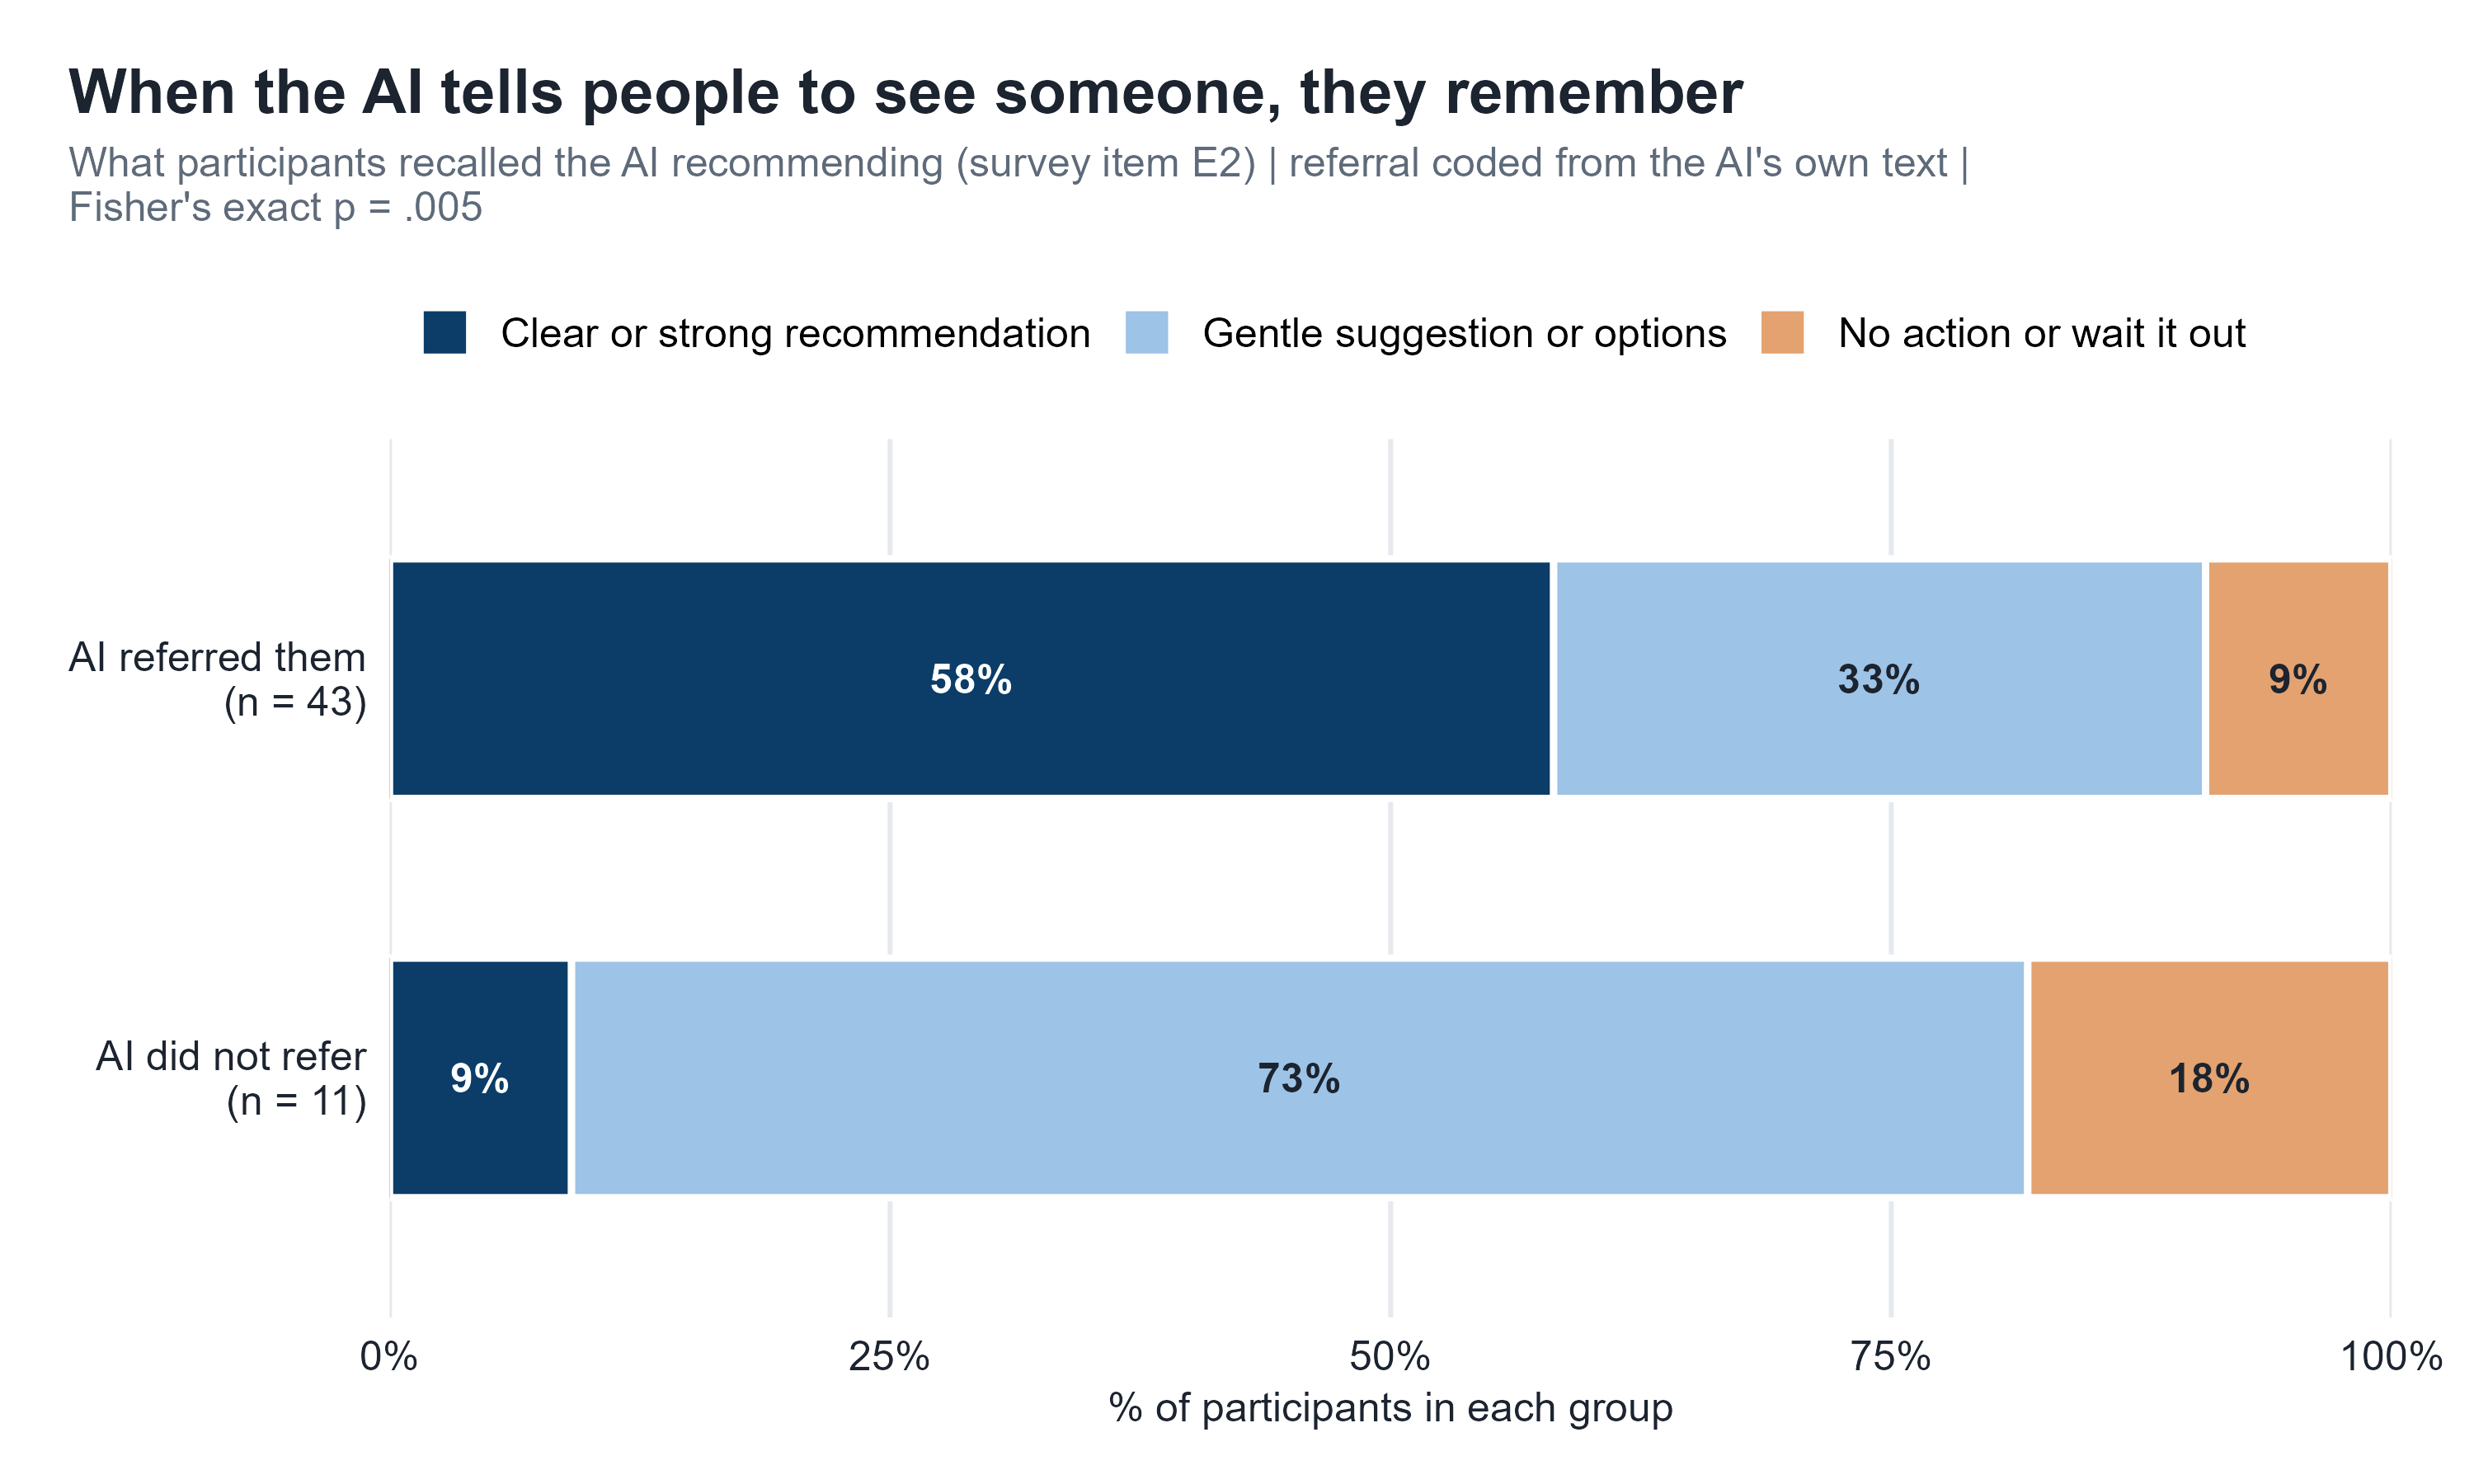 When the AI tells people to see someone, they remember
What participants recalled the AI recommending (survey item E2) | referral coded from the AI's own text |
Fisher's exact p = .005
Clear or strong recommendation
Gentle suggestion or options
No action or wait it out
AI referred them
(n = 43)
58%
33%
9%
AI did not refer
(n = 11)
9%
73%
18%
0%
25%
50%
75%
100%
% of participants in each group